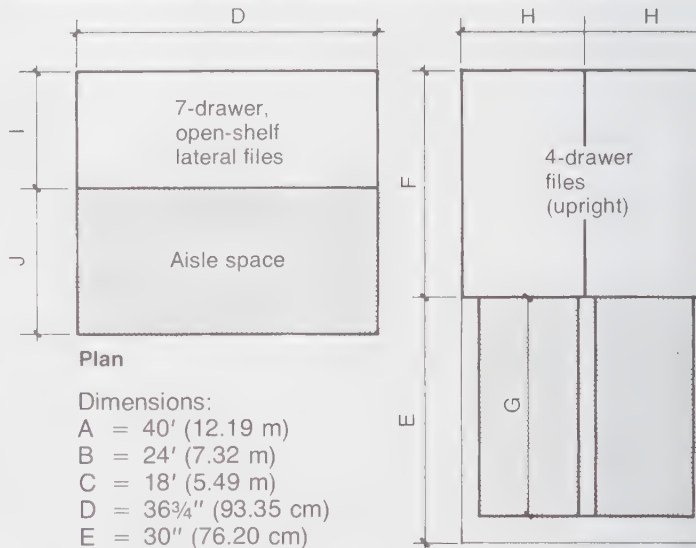 D
H H
I
7-drawer,
open-shelf
lateral files
F
4-drawer
files
(upright)
J
Aisle space
Plan
E
G
Dimensions:
A = 40′ (12.19 m)
B = 24′ (7.32 m)
C = 18′ (5.49 m)
D = 36¾″ (93.35 cm)
E = 30″ (76.20 cm)